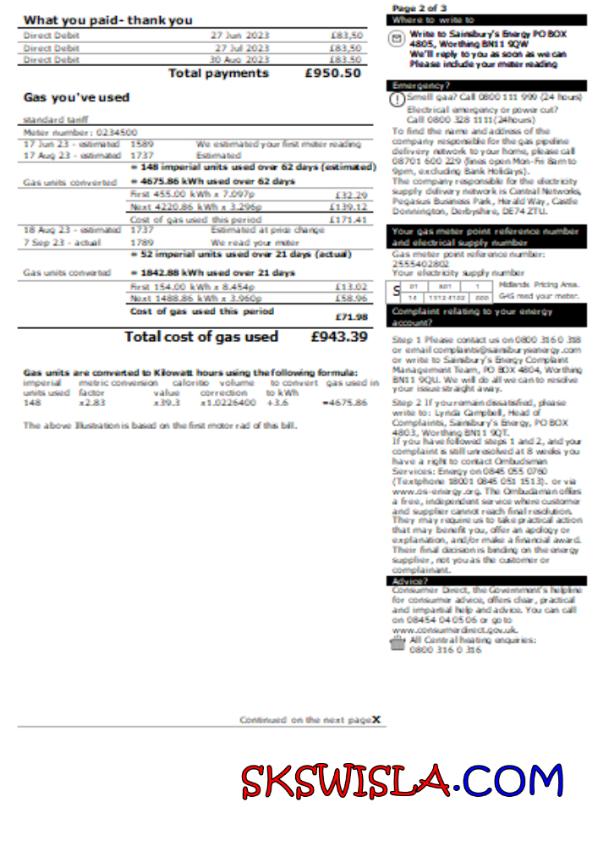 What you paid- thank you
Direct Debit 27 Jun 2023 £83,50
Direct Debit 27 Jul 2023 £83,50
Direct Debit 30 Aug 2023 £83.50
Total payments £950.50
Gas you've used
standard tariff
Meter number: 0234500
17 Jun 23 - estimated 1589 We estimated your first meter reading
17 Aug 23 - estimated 1737 Estimated
= 148 imperial units used over 62 days (estimated)
Gas units converted = 4675.86 kWh used over 62 days
First 455.00 kWh x 7.097p £32.29
Next 4220.86 kWh x 3.296p £139.12
Cost of gas used this period £171.41
18 Aug 23 - estimated 1737 Estimated at price change
7 Sep 23 - actual 1789 We read your meter
= 52 imperial units used over 21 days (actual)
Gas units converted = 1842.88 kWh used over 21 days
First 154.00 kWh x 8.454p £13.02
Next 1488.86 kWh x 3.960p £58.96
Cost of gas used this period £71.98
Total cost of gas used £943.39
Gas units are converted to Kilowatt hours using the following formula:
imperial metric conversion calorific volume to convert gas used in
units used factor value correction to kWh
148 x2.83 x39.3 x1.0226400 ÷3.6 =4675.86
The above Illustration is based on the first motor rad of this bill.
Continued on the next page X
Page 2 of 3
Where to write to
Write to Sainsbury's Energy PO BOX
4805, Worthing BN11 9QW
We'll reply to you as soon as we can
Please include your meter reading
Emergency?
Smell gaa? Call 0800 111 999 (24 hours)
Electrical emergency or power cut?
Call 0800 328 1111(24hours)
To find the name and address of the
company responsible for the gas pipeline
delivery network to your home, please call
08701 600 229 (lines open Mon-Fri 8am to
9pm, excluding Bank Holidays).
The company responsible for the electricity
supply delivery network is Central Networks,
Pegasus Business Park, Herald Way, Castle
Donnington, Derbyshire, DE74 2TU.
Your gas meter point reference number
and electrical supply number
Gas meter point reference number:
2555402802
Your electricity supply number
S 01 801 1 Midlands Pricing Area.
14 1312 4102 000 G4S read your meter.
Complaint relating to your energy
account?
Step 1 Please contact us on 0800 316 0 318
or email complaints@sainsburysenergy.com
or write to Sainsbury's Energy Complaint
Management Team, PO BOX 4804, Worthing
BN11 9QU. We will do all we can to resolve
your issue straight away.
Step 2 If you remain dissatisfied, please
write to: Lynda Campbell, Head of
Complaints, Sainsbury's Energy, PO BOX
4803, Worthing BN11 9QT.
If you have followed steps 1 and 2, and your
complaint is still unresolved at 8 weeks you
have a right to contact Ombudsman
Services: Energy on 0845 055 0760
(Textphone 18001 0845 051 1513). or via
www.os-energy.org. The Ombudaman offers
a free, independent service where customer
and supplier cannot reach final resolution.
They may require us to take practical action
that may benefit you, offer an apology or
explanation, and/or make a financial award.
Their final decision is binding on the energy
supplier, not you as the customer or
complainant.
Advice?
Consumer Direct, the Government's helpline
for consumer advice, offers clear, practical
and impartial help and advice. You can call
on 08454 04 05 06 or go to
www.consumerdirect.gov.uk.
All Central heating enquiries:
0800 316 0 316
SKSWISLA.COM